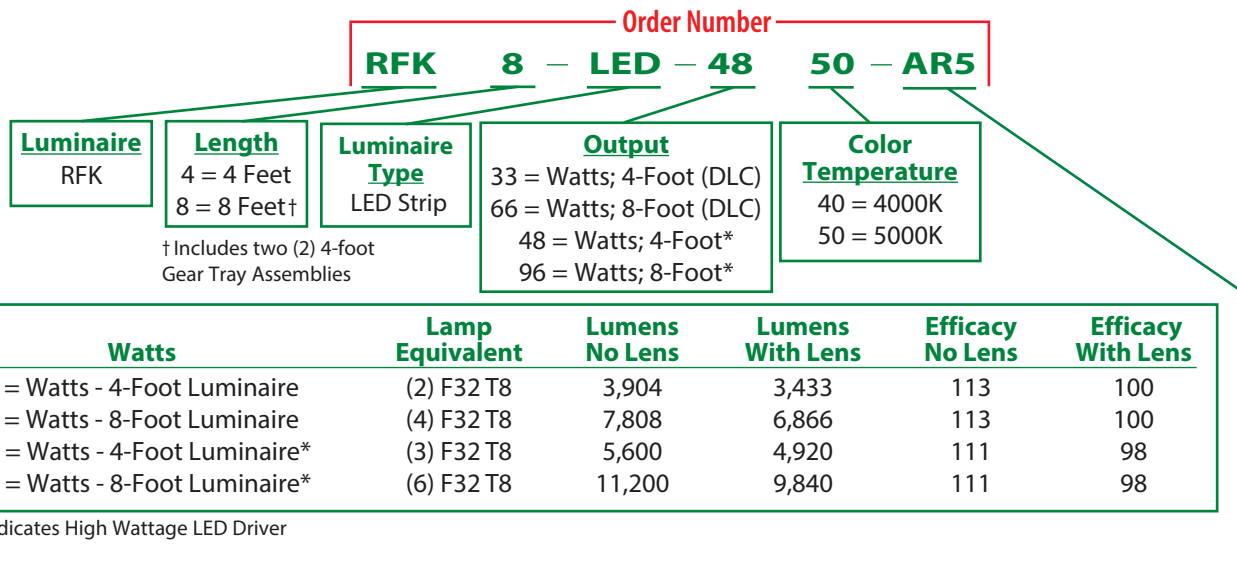 Order Number
RFK 8 – LED – 48 50 – AR5
Luminaire
RFK
Length
4 = 4 Feet
8 = 8 Feet†
† Includes two (2) 4-foot
Gear Tray Assemblies
Luminaire
Type
LED Strip
Output
33 = Watts; 4-Foot (DLC)
66 = Watts; 8-Foot (DLC)
48 = Watts; 4-Foot*
96 = Watts; 8-Foot*
Color
Temperature
40 = 4000K
50 = 5000K
Watts Lamp Equivalent Lumens No Lens Lumens With Lens Efficacy No Lens Efficacy With Lens
= Watts - 4-Foot Luminaire (2) F32 T8 3,904 3,433 113 100
= Watts - 8-Foot Luminaire (4) F32 T8 7,808 6,866 113 100
= Watts - 4-Foot Luminaire* (3) F32 T8 5,600 4,920 111 98
= Watts - 8-Foot Luminaire* (6) F32 T8 11,200 9,840 111 98
dicates High Wattage LED Driver